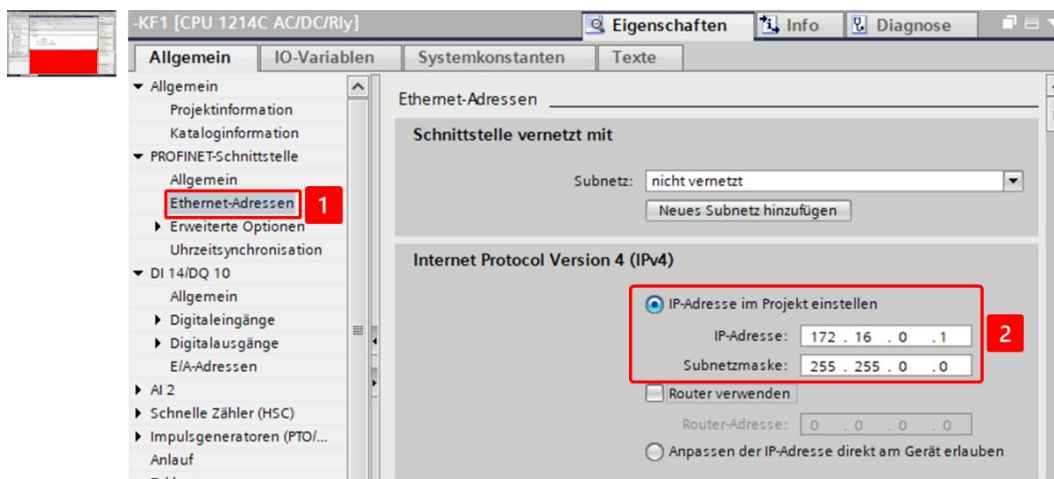 -KF1 [CPU 1214C AC/DC/Rly]
Eigenschaften
Info
Diagnose
Allgemein
IO-Variablen
Systemkonstanten
Texte
Allgemein
Projektinformation
Kataloginformation
PROFINET-Schnittstelle
Allgemein
Ethernet-Adressen
1
Erweiterte Optionen
Uhrzeitsynchronisation
DI 14/DQ 10
Allgemein
Digitaleingänge
Digitalausgänge
E/A-Adressen
AI 2
Schnelle Zähler (HSC)
Impulsgeneratoren (PTO/...
Anlauf
Ethernet-Adressen
Schnittstelle vernetzt mit
Subnetz: nicht vernetzt
Neues Subnetz hinzufügen
Internet Protocol Version 4 (IPv4)
IP-Adresse im Projekt einstellen
IP-Adresse: 172 . 16 . 0 . 1
2
Subnetzmaske: 255 . 255 . 0 . 0
Router verwenden
Router-Adresse: 0 . 0 . 0 . 0
Anpassen der IP-Adresse direkt am Gerät erlauben